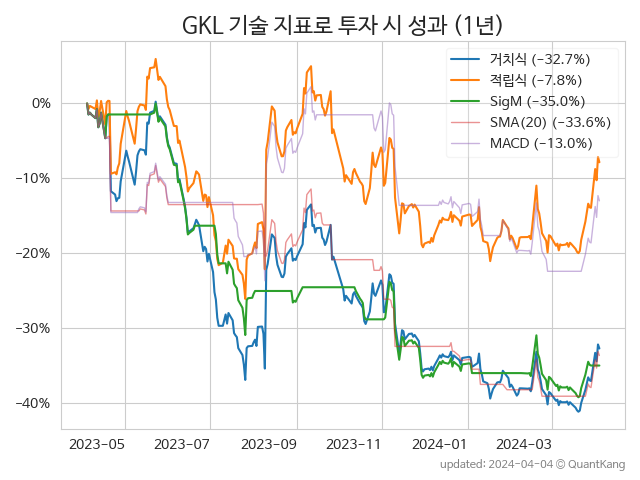 GKL 기술 지표로 투자 시 성과 (1년)
거치식 (−32.7%)
적립식 (−7.8%)
SigM (−35.0%)
SMA(20) (−33.6%)
MACD (−13.0%)
0%
−10%
−20%
−30%
−40%
2023-05 2023-07 2023-09 2023-11 2024-01 2024-03
updated: 2024-04-04 © QuantKang